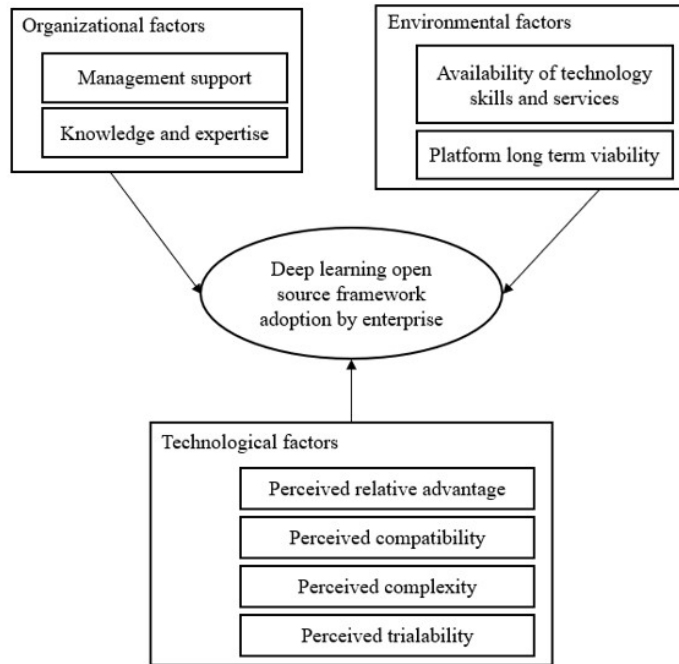 Organizational factors
Management support
Knowledge and expertise
Environmental factors
Availability of technology
skills and services
Platform long term viability
Deep learning open
source framework
adoption by enterprise
Technological factors
Perceived relative advantage
Perceived compatibility
Perceived complexity
Perceived trialability